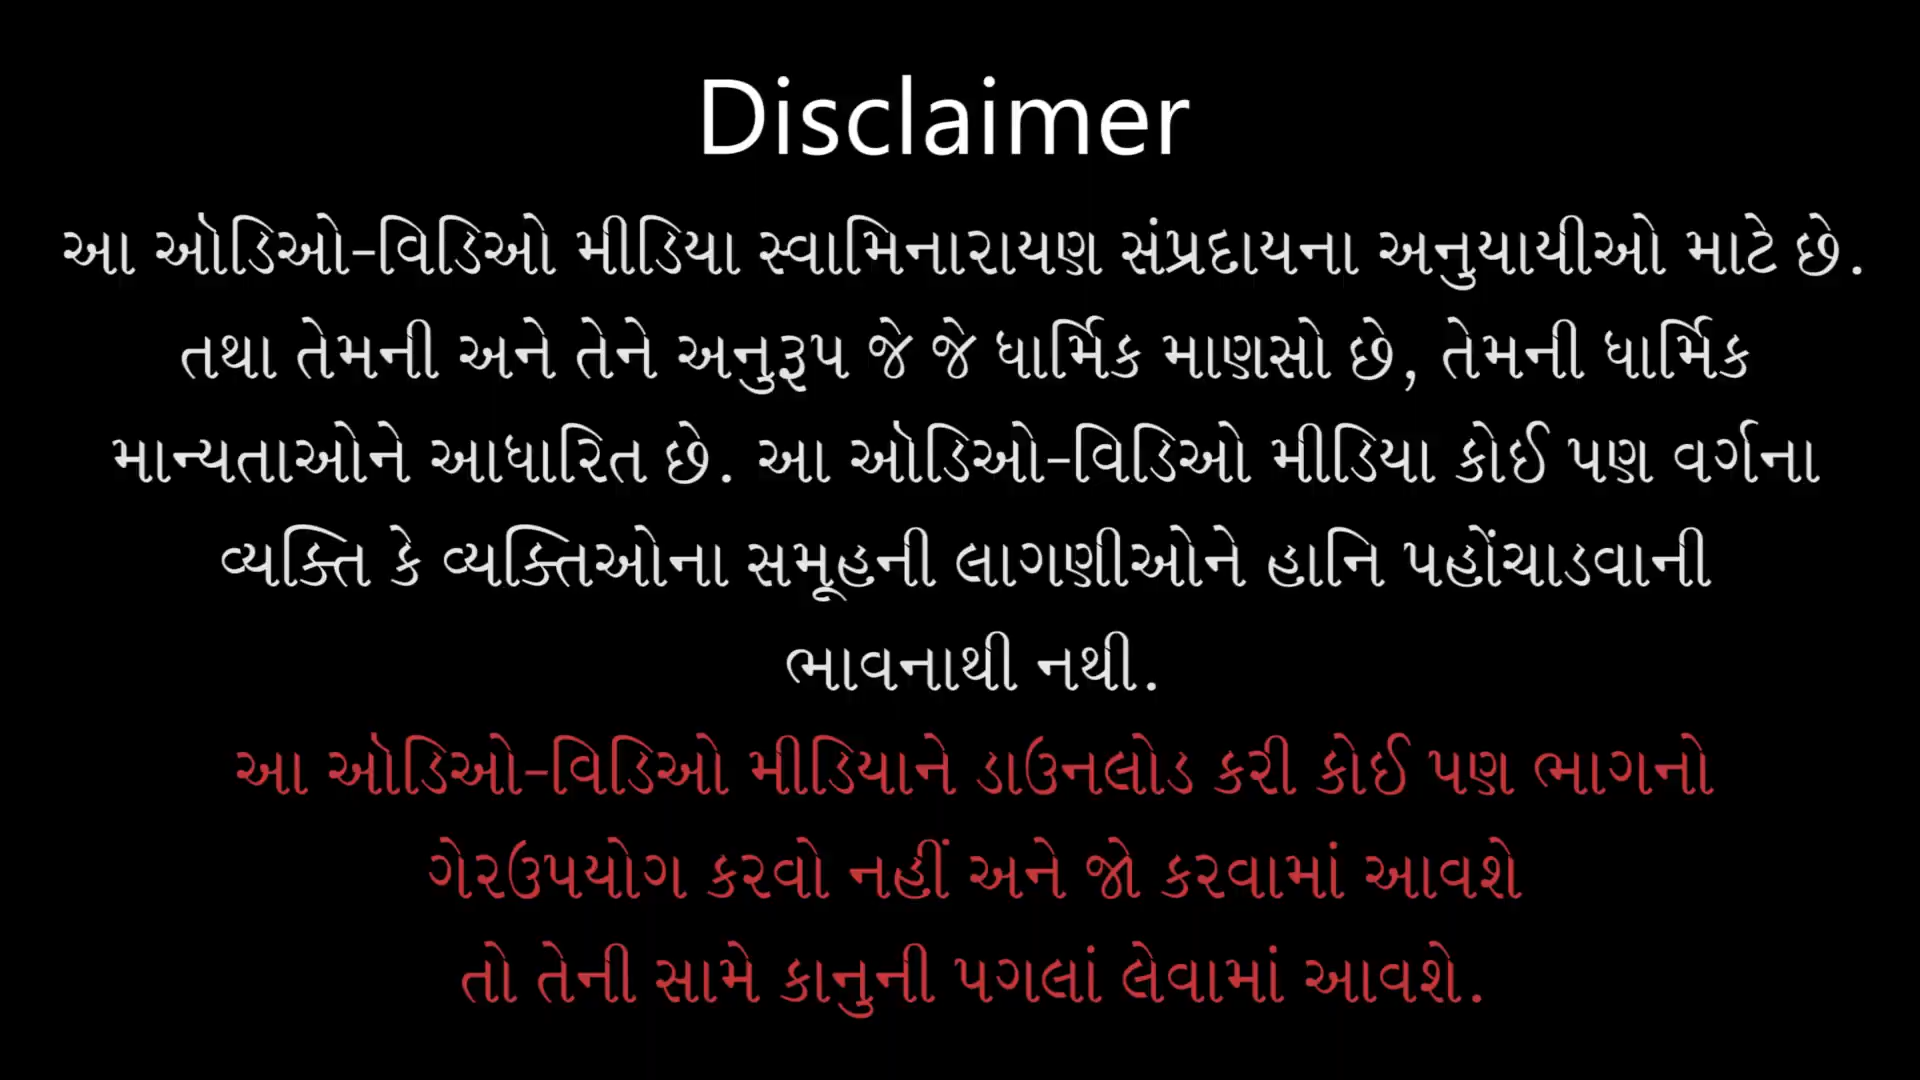 Disclaimer
આ ઑડિઓ-વિડિઓ મીડિયા સ્વામિનારાયણ સંપ્રદાયના અનુયાયીઓ માટે છે.
તથા તેમની અને તેને અનુરૂપ જે જે ધાર્મિક માણસો છે, તેમની ધાર્મિક
માન્યતાઓને આધારિત છે. આ ઑડિઓ-વિડિઓ મીડિયા કોઈ પણ વર્ગના
વ્યક્તિ કે વ્યક્તિઓના સમૂહની લાગણીઓને હાનિ પહોંચાડવાની
ભાવનાથી નથી.
આ ઑડિઓ-વિડિઓ મીડિયાને ડાઉનલોડ કરી કોઈ પણ ભાગનો
ગેરઉપયોગ કરવો નહીં અને જો કરવામાં આવશે
તો તેની સામે કાનુની પગલાં લેવામાં આવશે.